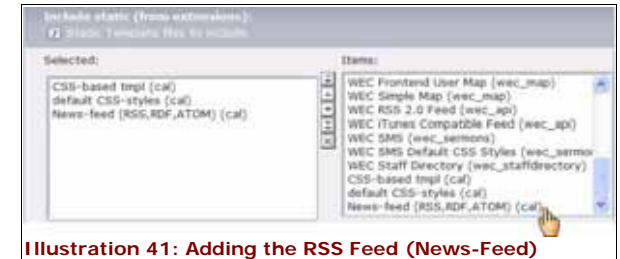 Include static (from extensions):
Static Template files to include
Selected:
CSS-based tmpl (cal)
default CSS-styles (cal)
News-feed (RSS,RDF,ATOM) (cal)
Items:
WEC Frontend User Map (wec_map)
WEC Simple Map (wec_map)
WEC RSS 2.0 Feed (wec_api)
WEC iTunes Compatible Feed (wec_api)
WEC SMS (wec_sermons)
WEC SMS Default CSS Styles (wec_sermo
WEC Staff Directory (wec_staffdirectory)
CSS-based tmpl (cal)
default CSS-styles (cal)
News-feed (RSS,RDF,ATOM) (cal)
Illustration 41: Adding the RSS Feed (News-Feed)